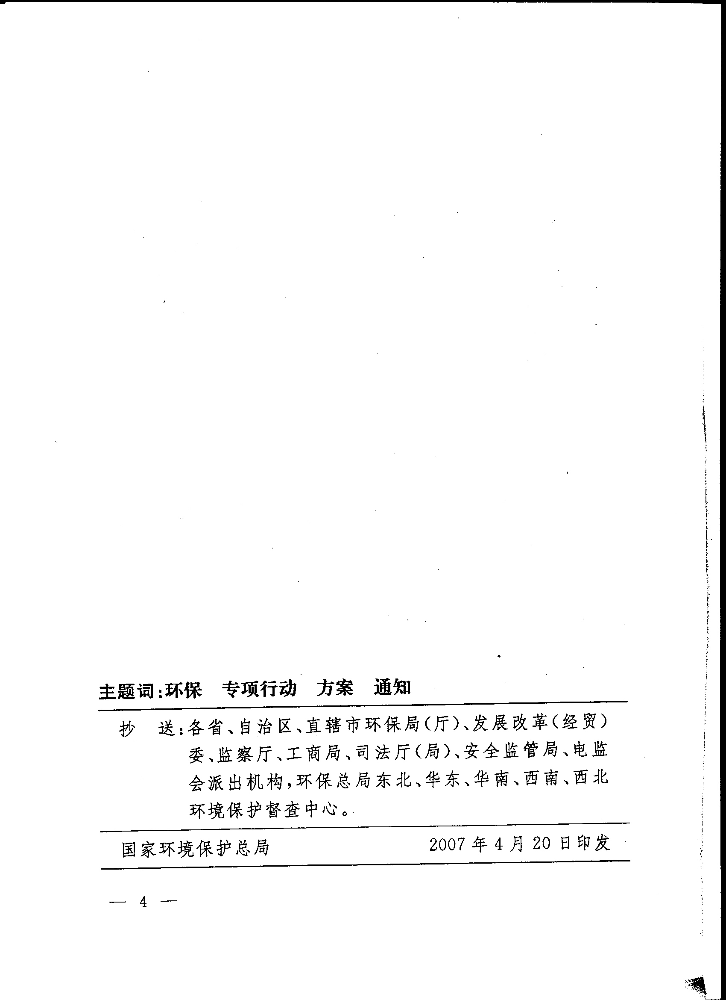 主题词:环保　专项行动　方案　通知
抄　送:各省、自治区、直辖市环保局(厅)、发展改革(经贸)
委、监察厅、工商局、司法厅(局)、安全监管局、电监
会派出机构,环保总局东北、华东、华南、西南、西北
环境保护督查中心。
国家环境保护总局　2007年4月20日印发
— 4 —